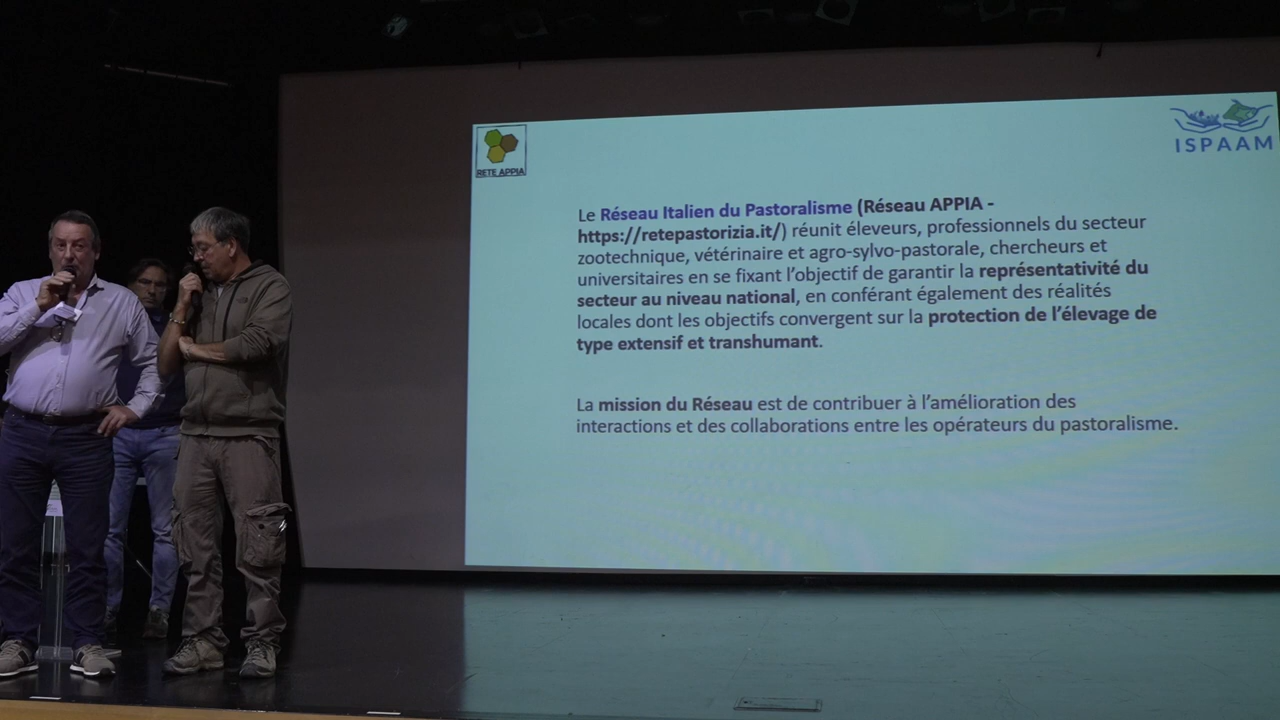 RETE APPIA
ISPAAM
Le Réseau Italien du Pastoralisme (Réseau APPIA -
https://retepastorizia.it/) réunit éleveurs, professionnels du secteur
zootechnique, vétérinaire et agro-sylvo-pastorale, chercheurs et
universitaires en se fixant l'objectif de garantir la représentativité du
secteur au niveau national, en conférant également des réalités
locales dont les objectifs convergent sur la protection de l'élevage de
type extensif et transhumant.
La mission du Réseau est de contribuer à l'amélioration des
interactions et des collaborations entre les opérateurs du pastoralisme.